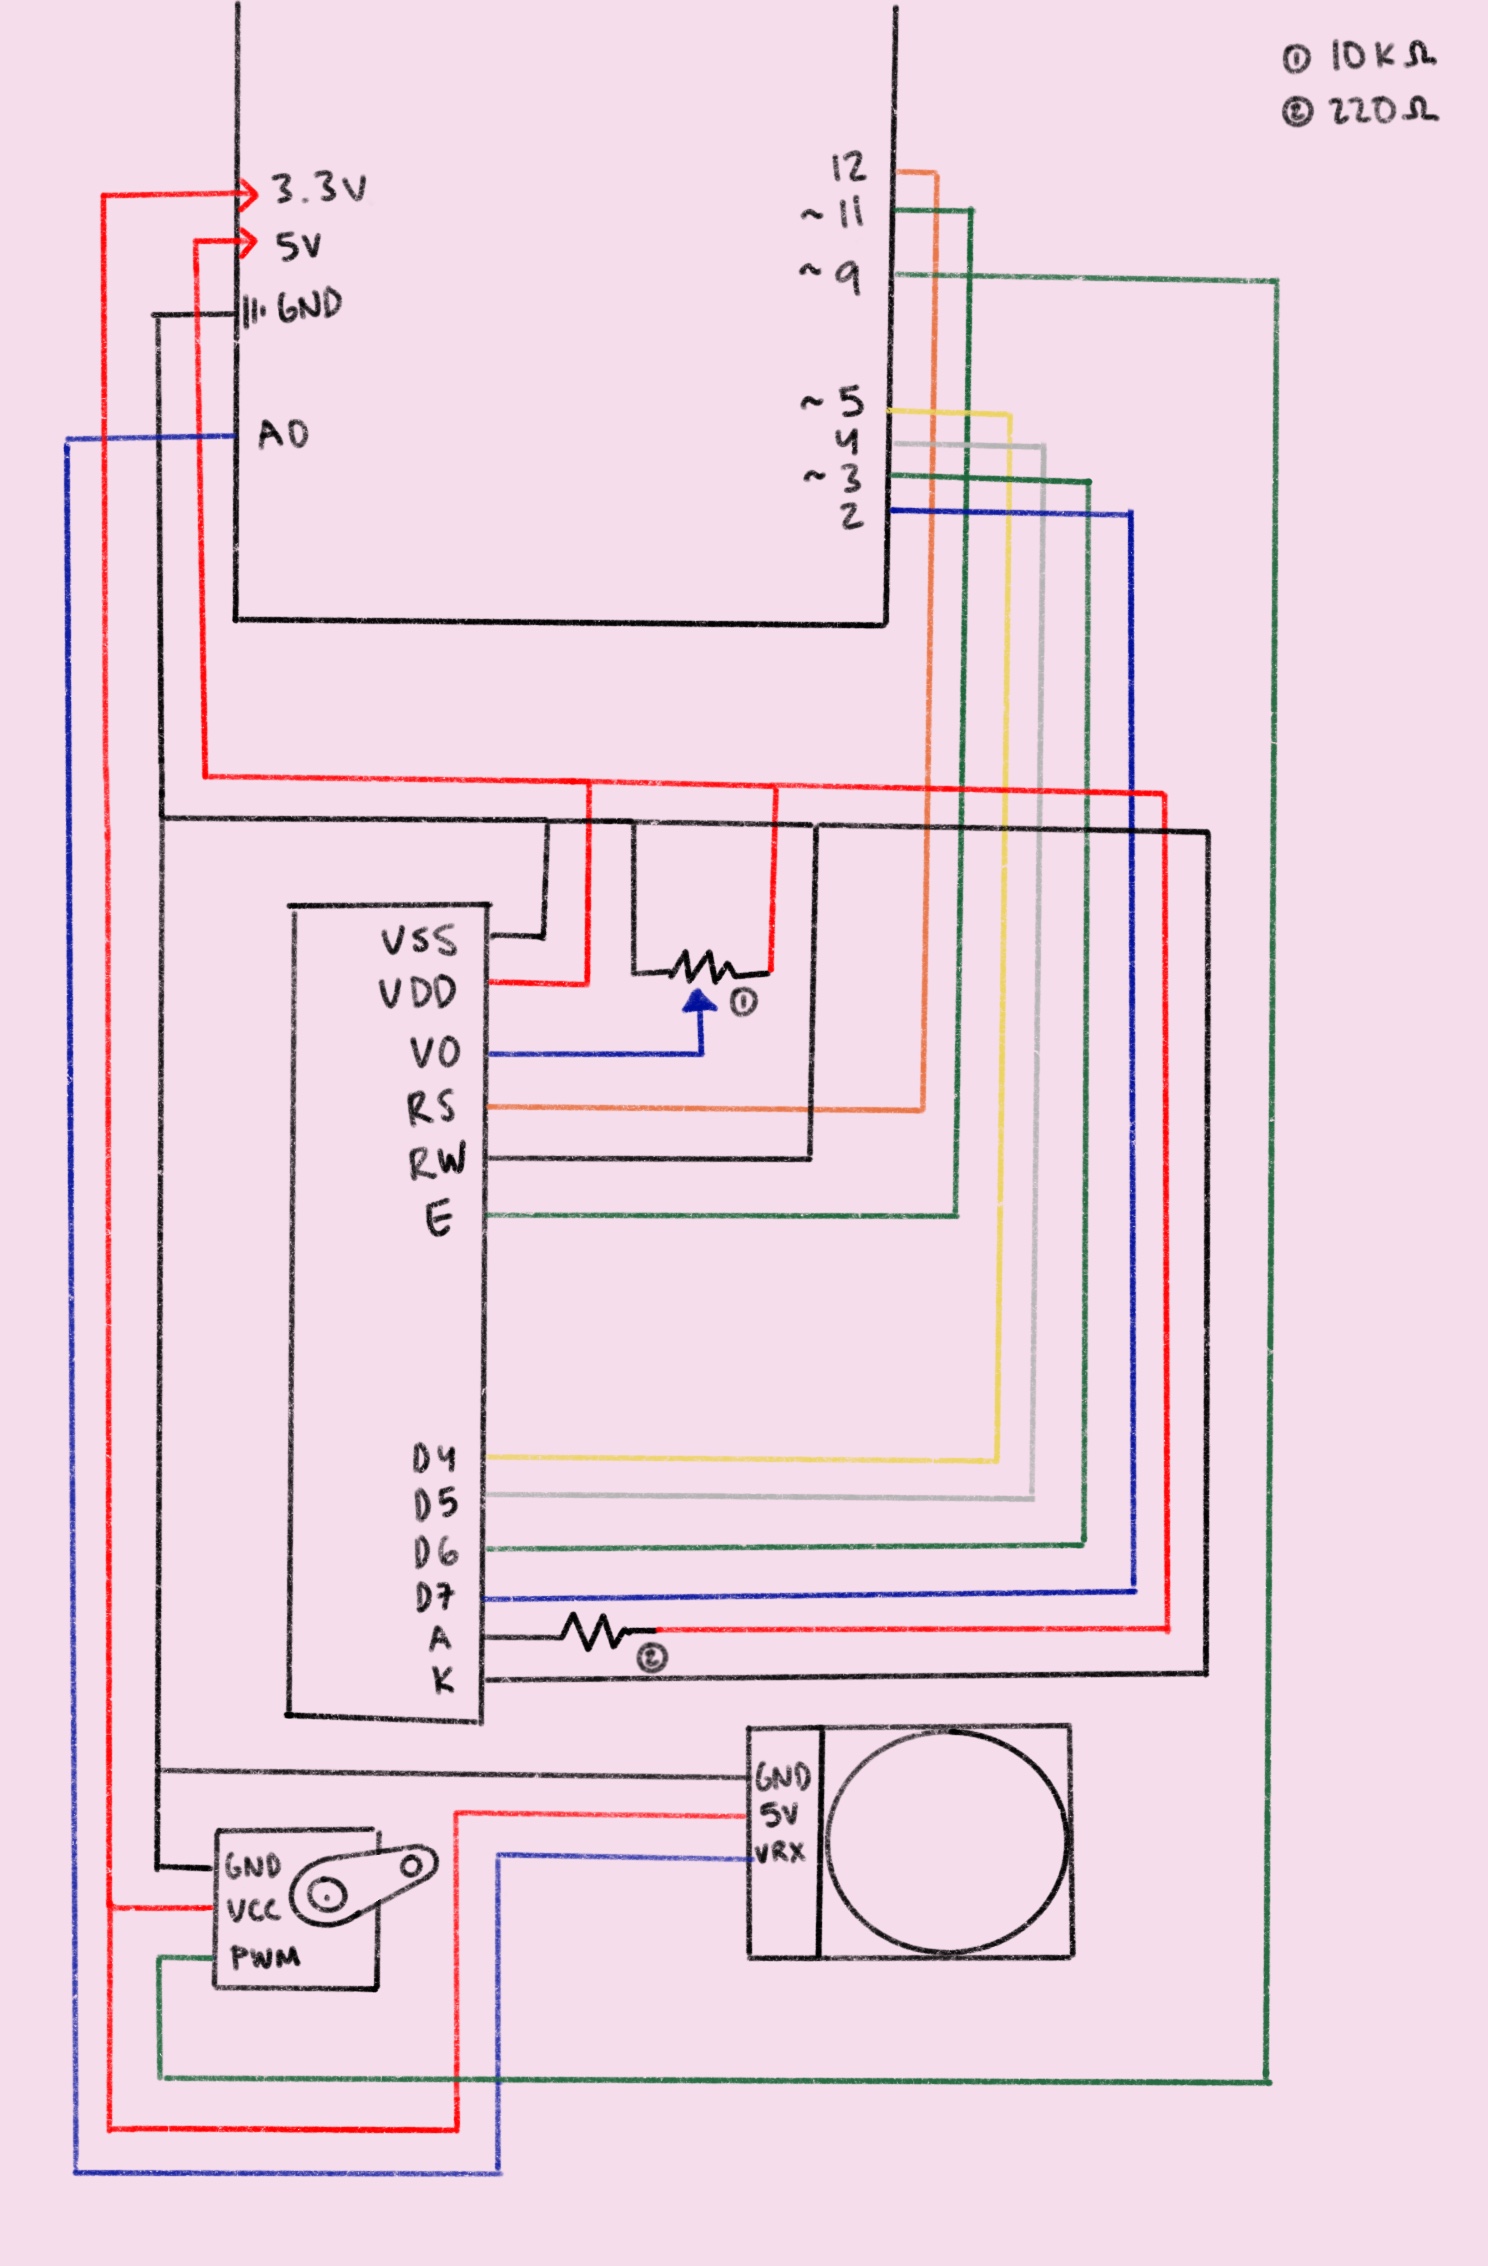 ① 10KΩ
② 220Ω
3.3V
5V
GND
A0
12
~ 11
~ 9
~ 5
4
~ 3
2
VSS
VDD
①
VO
RS
RW
E
D4
D5
D6
D7
A
②
K
GND
5V
VRX
GND
VCC
PWM